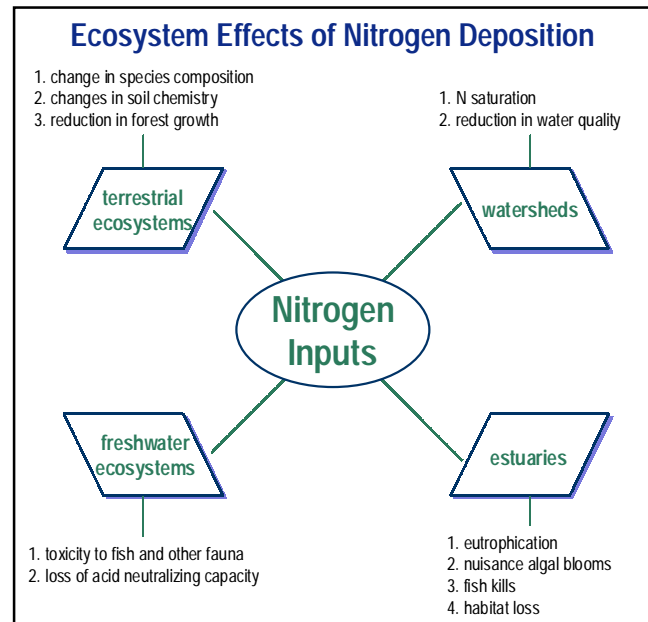 Ecosystem Effects of Nitrogen Deposition
1. change in species composition
2. changes in soil chemistry
3. reduction in forest growth
1. N saturation
2. reduction in water quality
terrestrial
ecosystems
watersheds
Nitrogen
Inputs
freshwater
ecosystems
estuaries
1. toxicity to fish and other fauna
2. loss of acid neutralizing capacity
1. eutrophication
2. nuisance algal blooms
3. fish kills
4. habitat loss